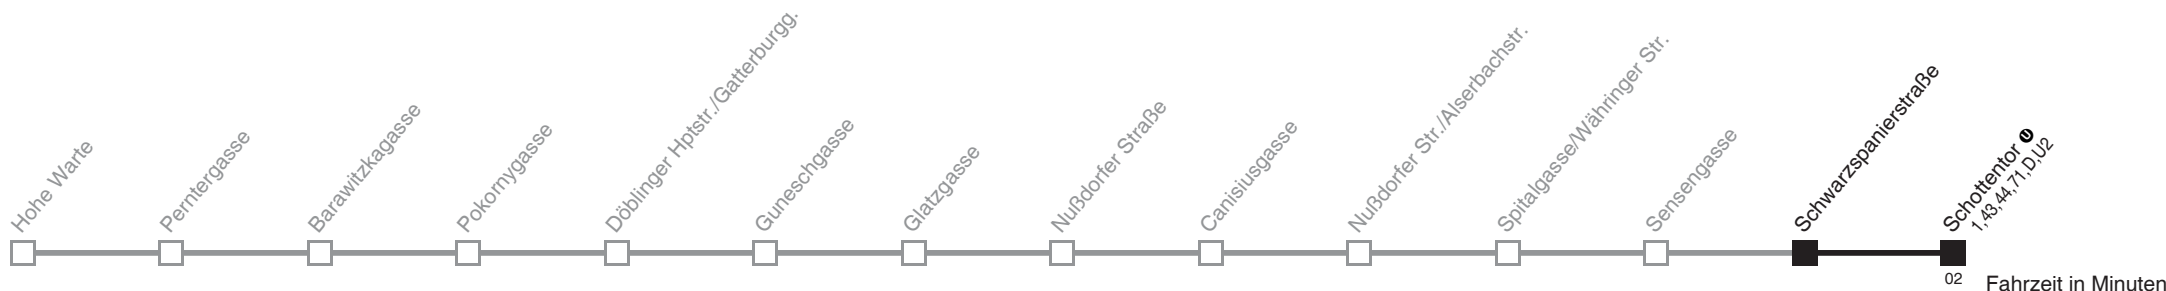 Hohe Warte
Perntergasse
Barawitzkagasse
Pokornygasse
Döblinger Hptstr./Gatterburgg.
Guneschgasse
Glatzgasse
Nußdorfer Straße
Canisiusgasse
Nußdorfer Str./Alserbachstr.
Spitalgasse/Währinger Str.
Sensengasse
Schwarzspanierstraße
Schottentor U
1,43,44,71,D,U2
02 Fahrzeit in Minuten